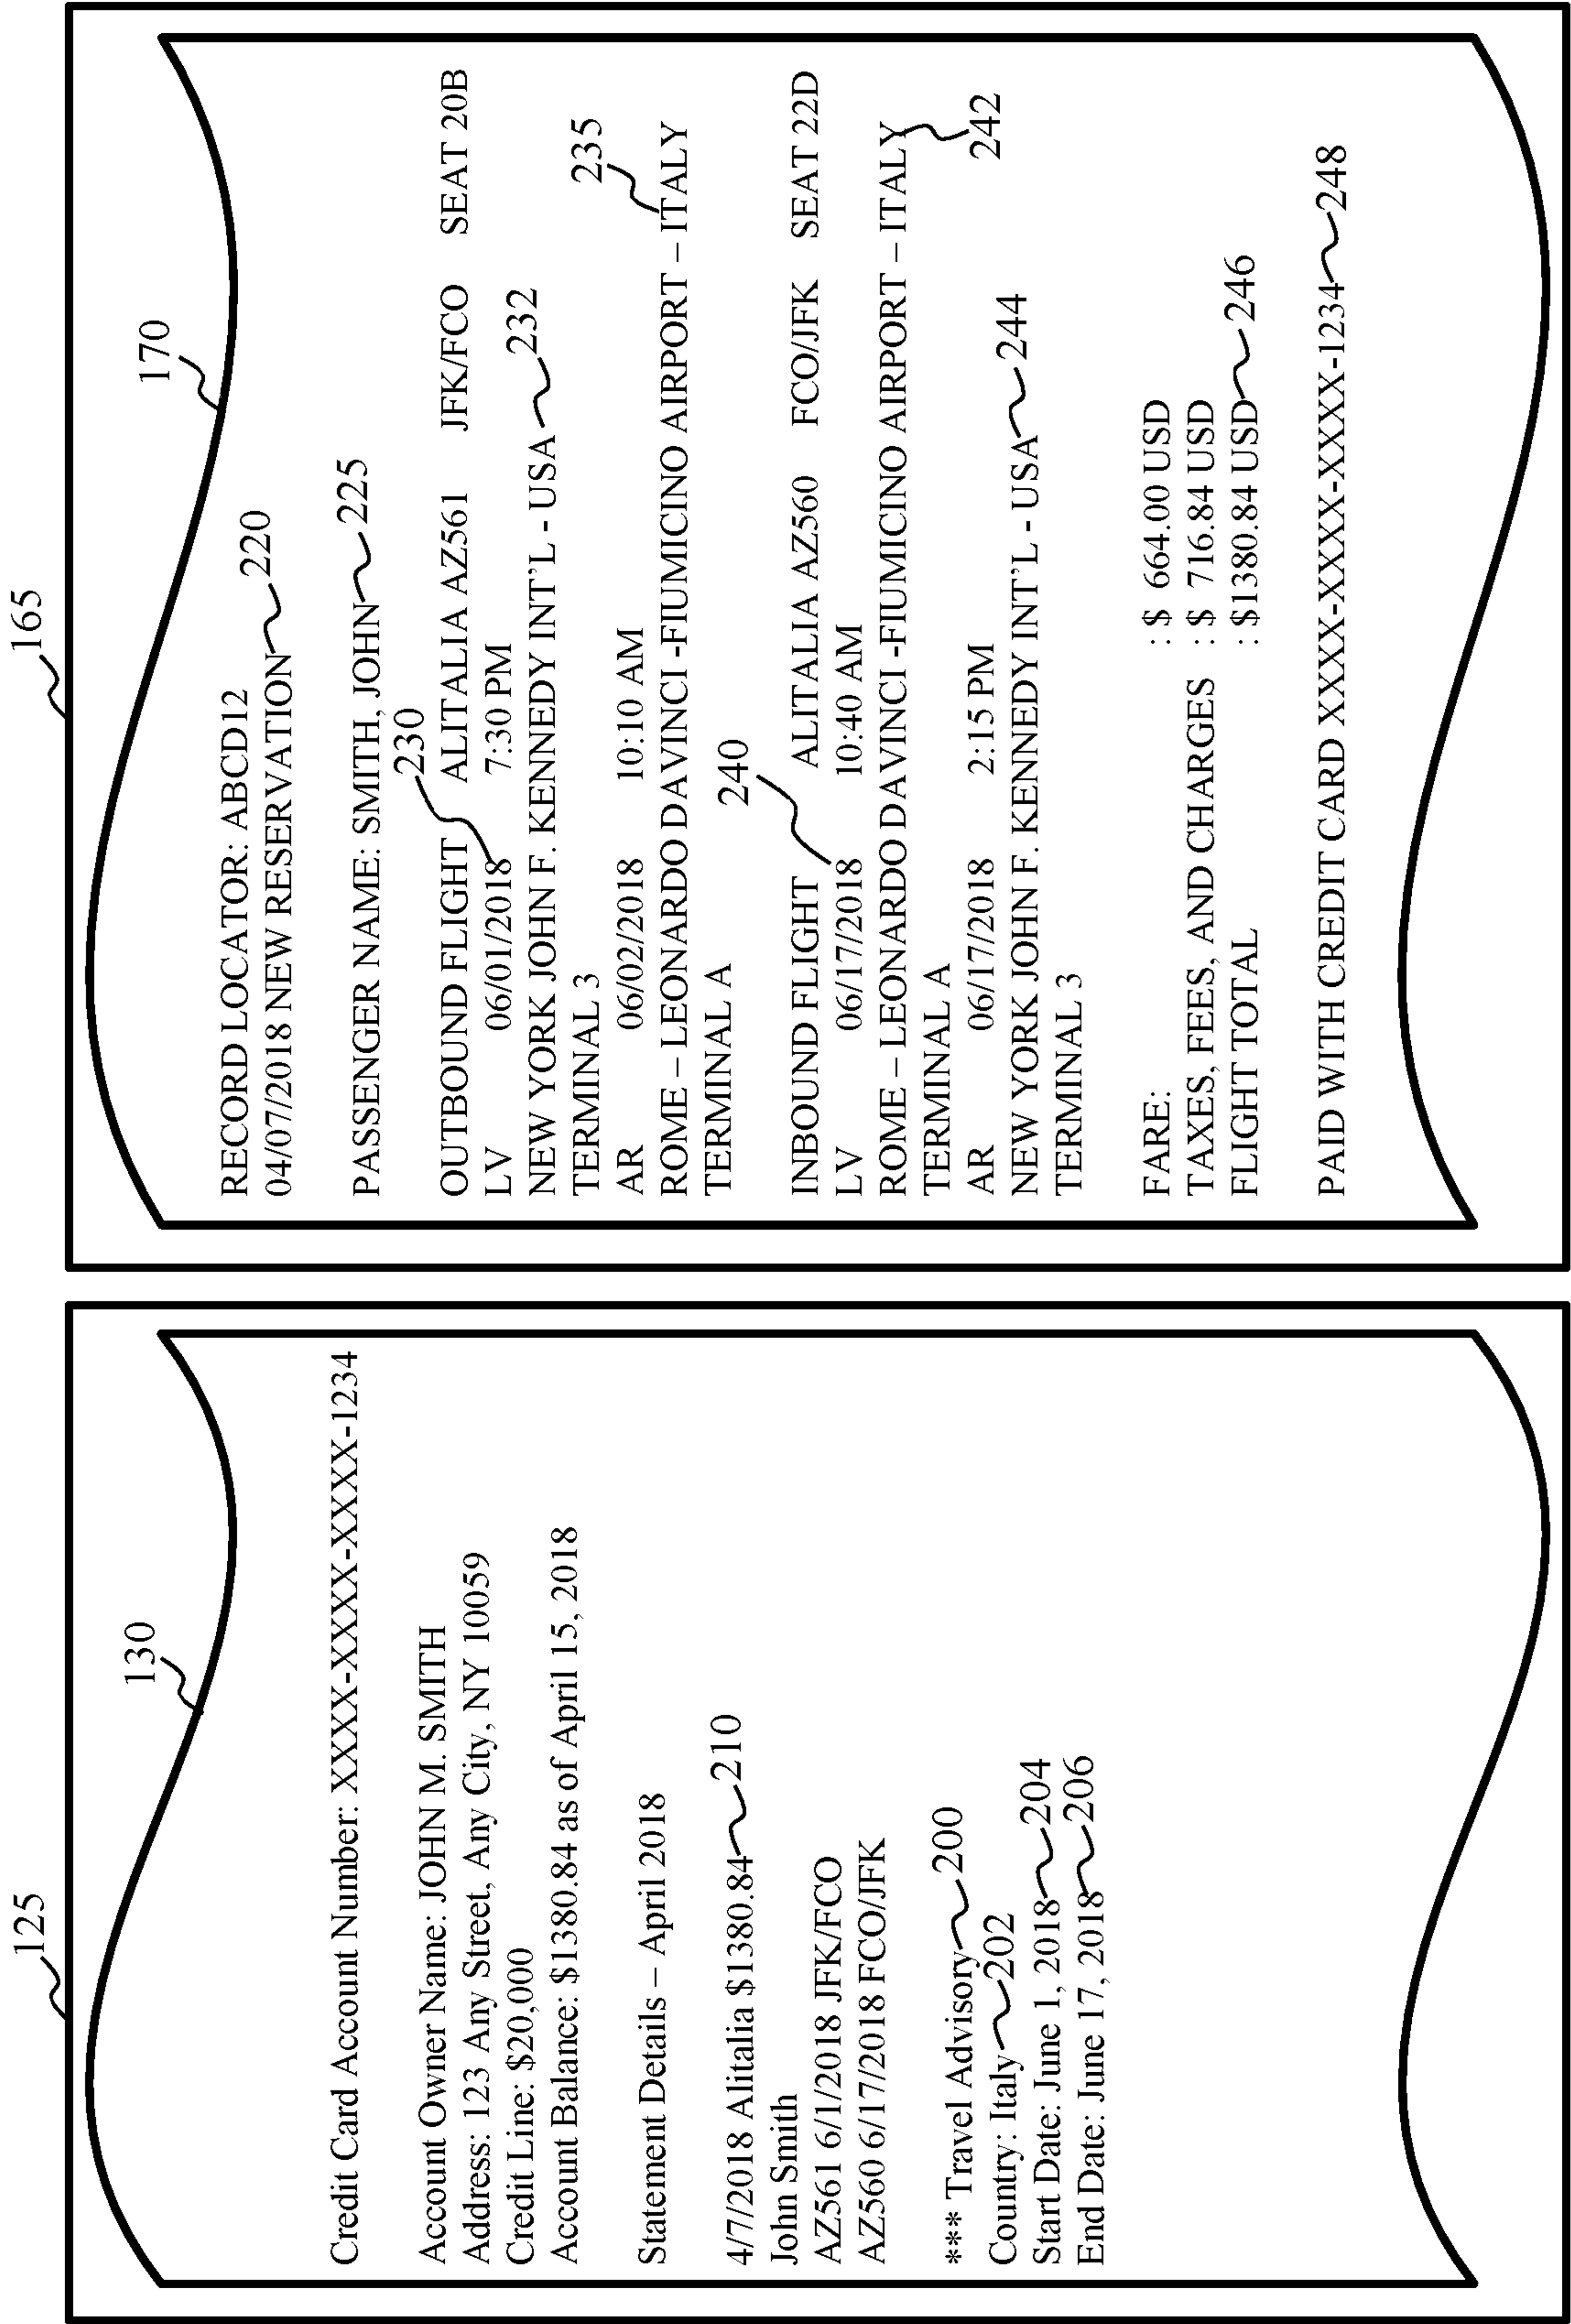 125
130
Credit Card Account Number: XXXX-XXXX-XXXX-XXXX-1234
Account Owner Name: JOHN M. SMITH
Address: 123 Any Street, Any City, NY 10059
Credit Line: $20,000
Account Balance: $1380.84 as of April 15, 2018
Statement Details – April 2018
4/7/2018 Alitalia $1380.84 210
John Smith
AZ561 6/1/2018 JFK/FCO
AZ560 6/17/2018 FCO/JFK
*** Travel Advisory 200
Country: Italy 202
Start Date: June 1, 2018 204
End Date: June 17, 2018 206
165
170
RECORD LOCATOR: ABCD12
04/07/2018 NEW RESERVATION 220
PASSENGER NAME: SMITH, JOHN 225
230
OUTBOUND FLIGHT ALITALIA AZ561 JFK/FCO SEAT 20B
LV 06/01/2018 7:30 PM
NEW YORK JOHN F. KENNEDY INT'L - USA 232
TERMINAL 3
235
AR 06/02/2018 10:10 AM
ROME – LEONARDO DAVINCI -FIUMICINO AIRPORT – ITALY
TERMINAL A
240
INBOUND FLIGHT ALITALIA AZ560 FCO/JFK SEAT 22D
LV 06/17/2018 10:40 AM
ROME – LEONARDO DAVINCI -FIUMICINO AIRPORT – ITALY
TERMINAL A
242
AR 06/17/2018 2:15 PM
NEW YORK JOHN F. KENNEDY INT'L - USA 244
TERMINAL 3
FARE: : $ 664.00 USD
TAXES, FEES, AND CHARGES : $ 716.84 USD
FLIGHT TOTAL : $1380.84 USD 246
PAID WITH CREDIT CARD XXXX-XXXX-XXXX-XXXX-1234 248